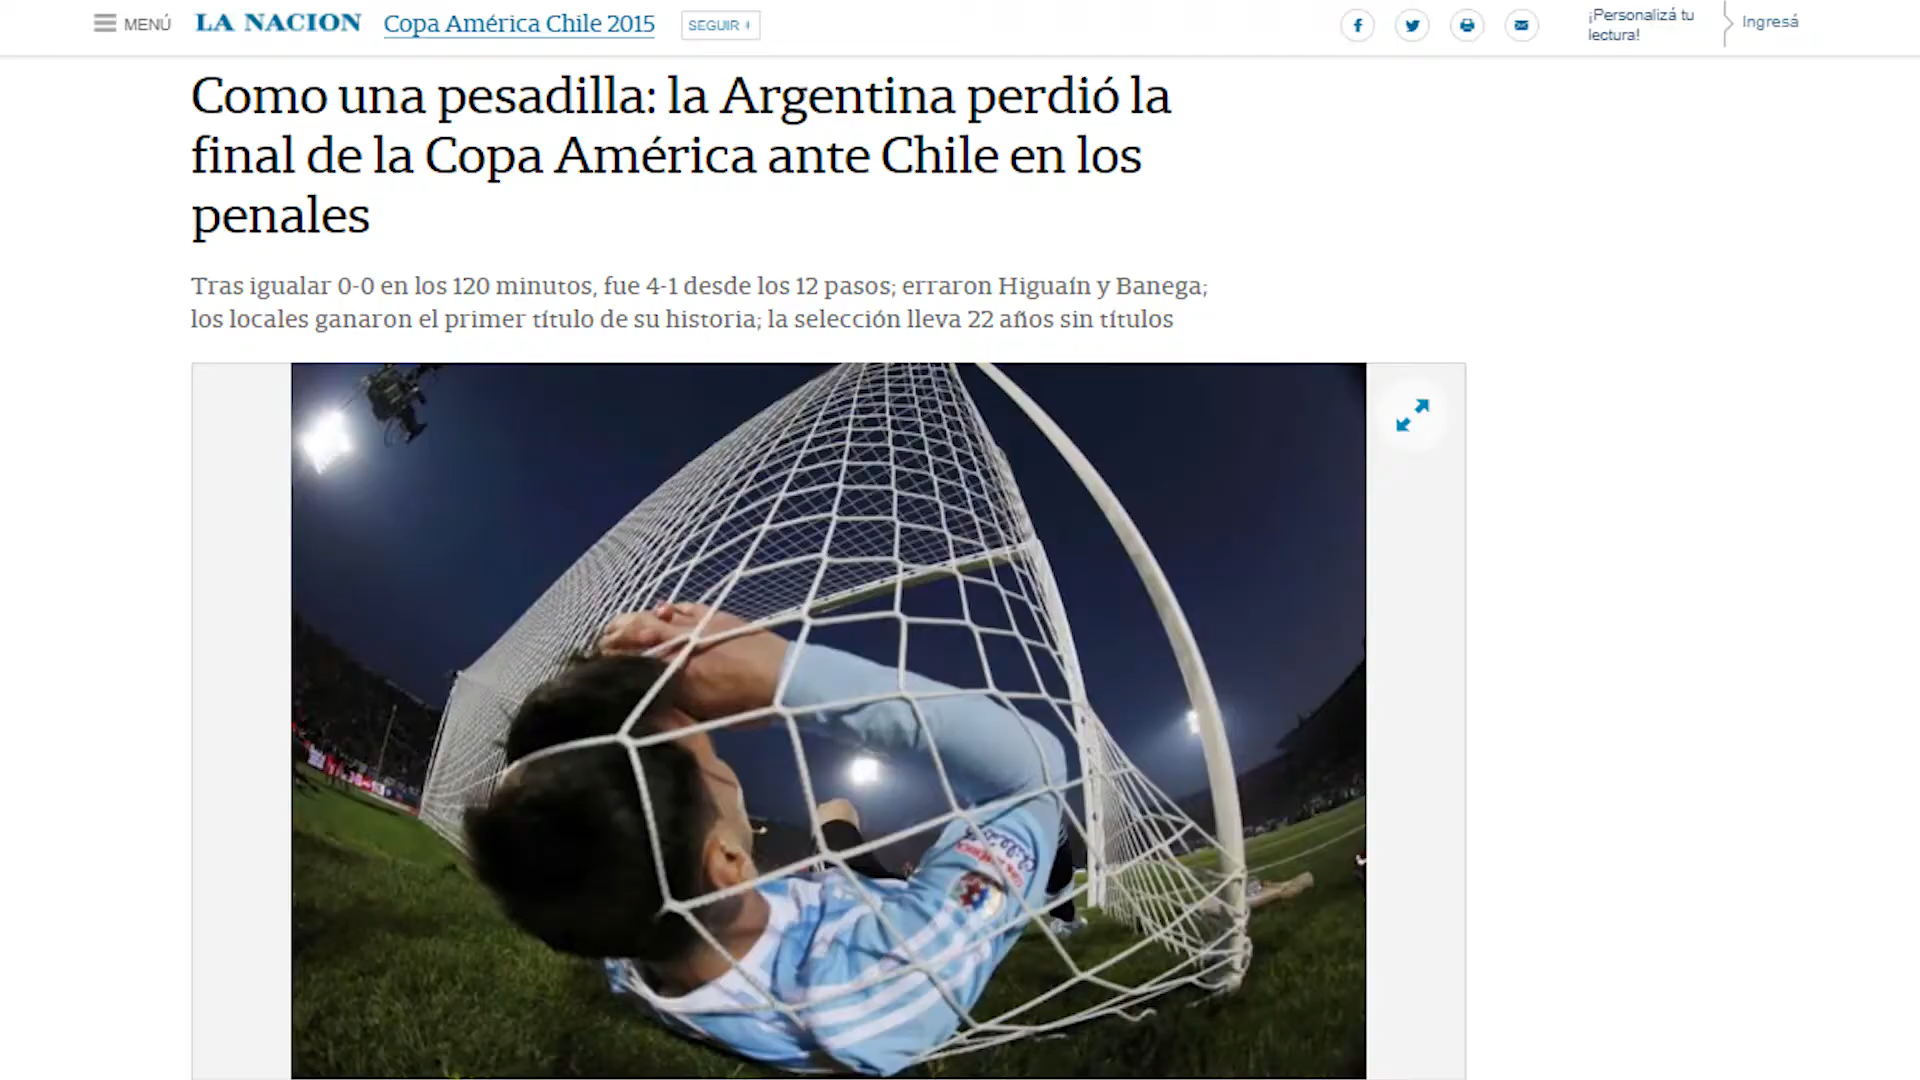 MENÚ LA NACION Copa América Chile 2015 SEGUIR +
¡Personalizá tu
lectura!
Ingresá
Como una pesadilla: la Argentina perdió la
final de la Copa América ante Chile en los
penales
Tras igualar 0-0 en los 120 minutos, fue 4-1 desde los 12 pasos; erraron Higuaín y Banega;
los locales ganaron el primer título de su historia; la selección lleva 22 años sin títulos